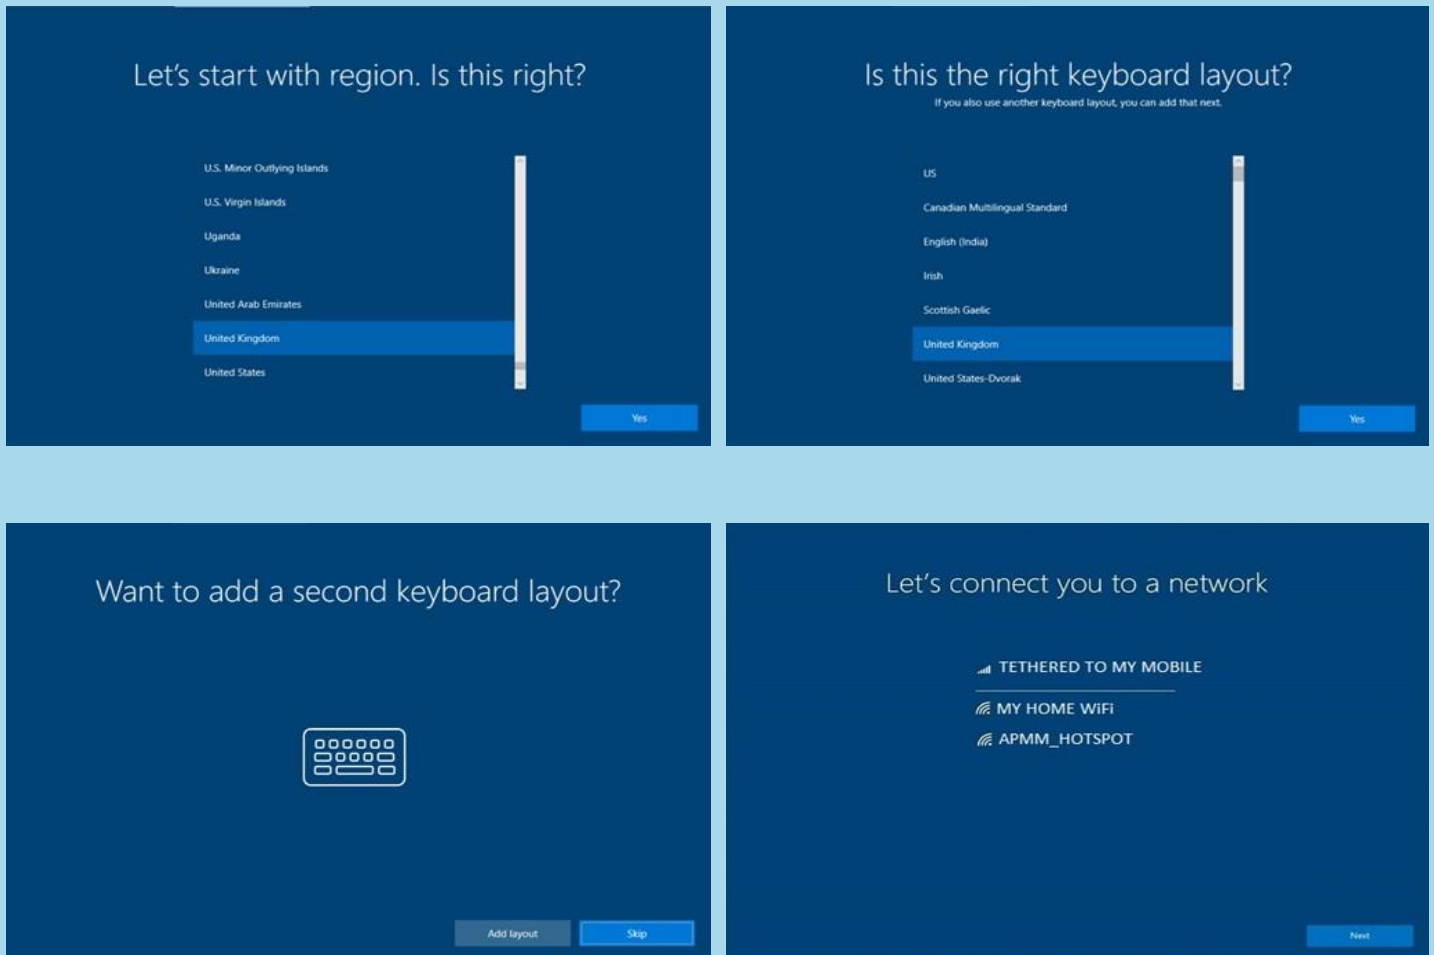 Let's start with region. Is this right?
U.S. Minor Outlying Islands
U.S. Virgin Islands
Uganda
Ukraine
United Arab Emirates
United Kingdom
United States
Yes
Is this the right keyboard layout?
If you also use another keyboard layout, you can add that next.
US
Canadian Multilingual Standard
English (India)
Irish
Scottish Gaelic
United Kingdom
United States-Dvorak
Yes
Want to add a second keyboard layout?
Add layout
Skip
Let's connect you to a network
TETHERED TO MY MOBILE
MY HOME WiFi
APMM_HOTSPOT
Next